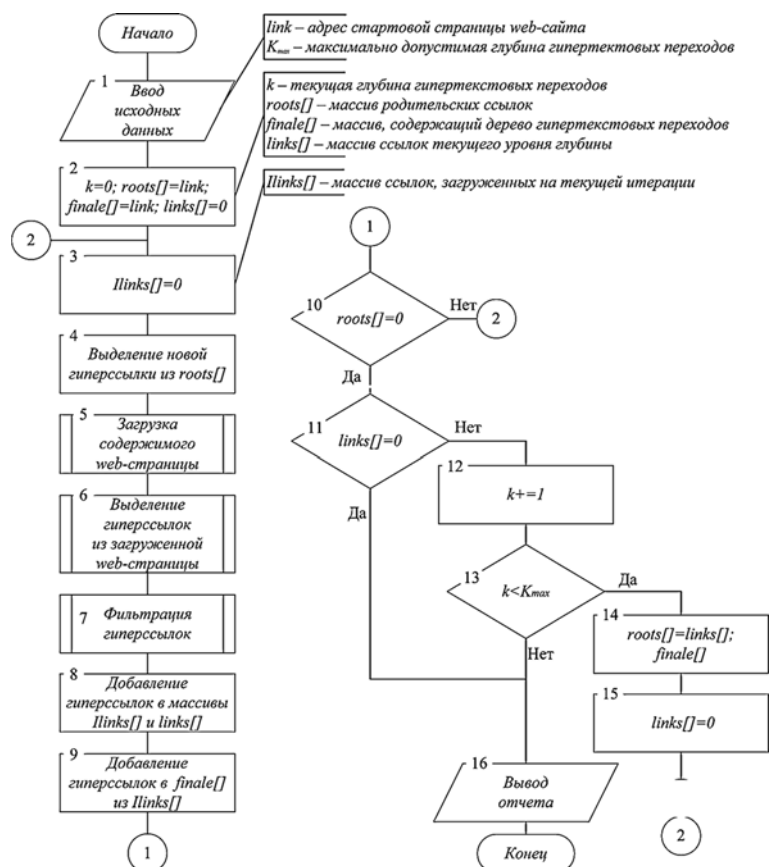 Начало
link – адрес стартовой страницы web-сайта
Kmax – максимально допустимая глубина гипертектовых переходов
1
Ввод
исходных
данных
k – текущая глубина гипертекстовых переходов
roots[] – массив родительских ссылок
finale[] – массив, содержащий дерево гипертекстовых переходов
links[] – массив ссылок текущего уровня глубины
2
k=0; roots[]=link;
finale[]=link; links[]=0
Ilinks[] – массив ссылок, загруженных на текущей итерации
2
3
Ilinks[]=0
4
Выделение новой
гиперссылки из roots[]
5
Загрузка
содержимого
web-страницы
6
Выделение
гиперссылок
из загруженной
web-страницы
7
Фильтрация
гиперссылок
8
Добавление
гиперссылок в массивы
Ilinks[] и links[]
9
Добавление
гиперссылок в finale[]
из Ilinks[]
1
1
10
roots[]=0
Нет
2
Да
11
links[]=0
Нет
Да
12
k+=1
13
k<Kmax
Да
Нет
14
roots[]=links[];
finale[]
15
links[]=0
2
16
Вывод
отчета
Конец